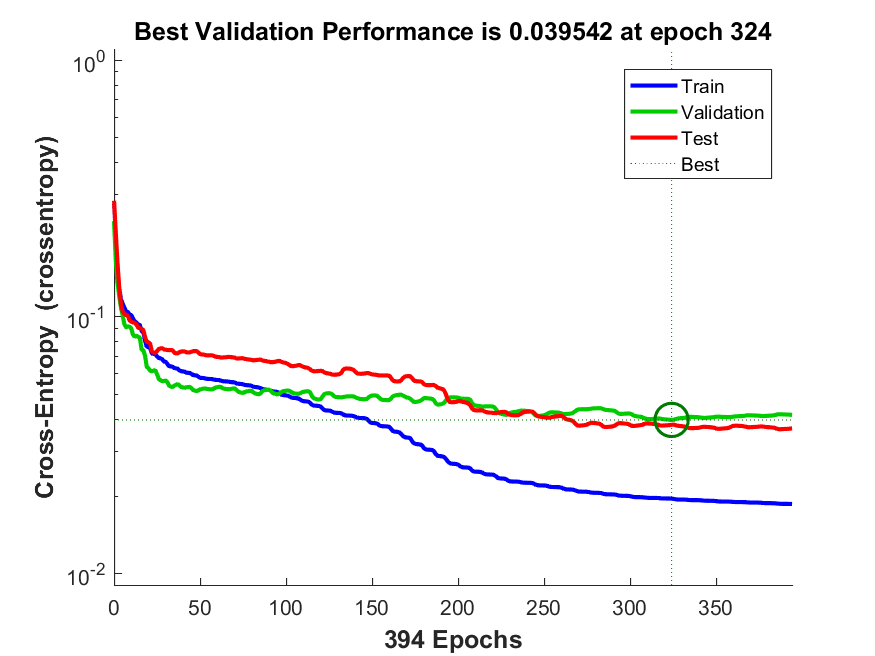 Best Validation Performance is 0.039542 at epoch 324
Cross-Entropy (crossentropy)
10^0
10^-1
10^-2
Train
Validation
Test
Best
0 50 100 150 200 250 300 350
394 Epochs